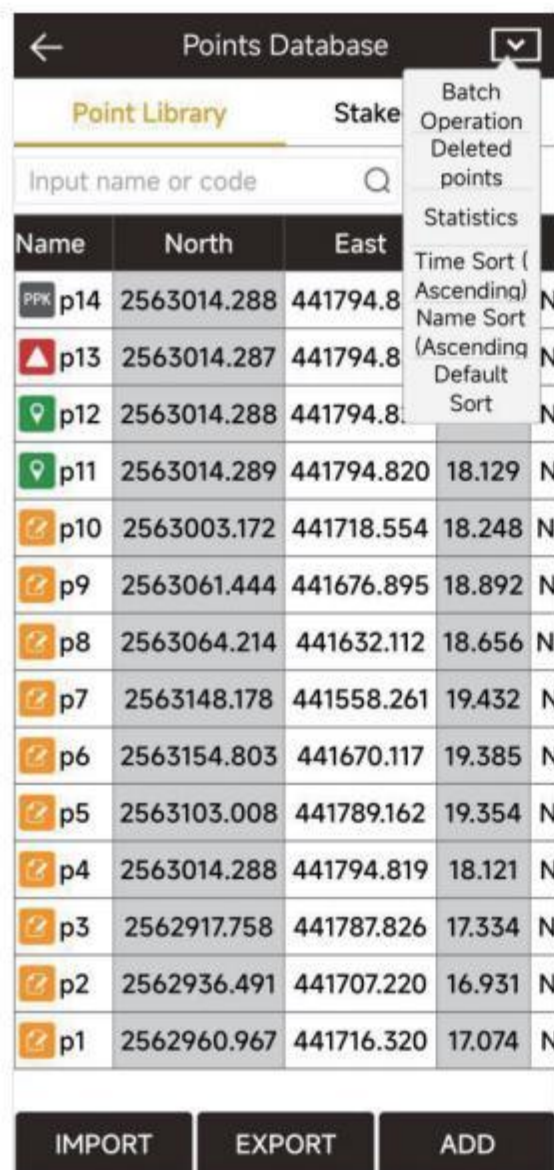 Points Database
Point Library Stake
Batch
Operation
Deleted
points
Statistics
Time Sort (
Ascending)
Name Sort
(Ascending
Default
Sort
Input name or code
Name North East
PPK p14 2563014.288 441794.8 N
p13 2563014.287 441794.8 N
p12 2563014.288 441794.8 N
p11 2563014.289 441794.820 18.129 N
p10 2563003.172 441718.554 18.248 N
p9 2563061.444 441676.895 18.892 N
p8 2563064.214 441632.112 18.656 N
p7 2563148.178 441558.261 19.432 N
p6 2563154.803 441670.117 19.385 N
p5 2563103.008 441789.162 19.354 N
p4 2563014.288 441794.819 18.121 N
p3 2562917.758 441787.826 17.334 N
p2 2562936.491 441707.220 16.931 N
p1 2562960.967 441716.320 17.074 N
IMPORT EXPORT ADD